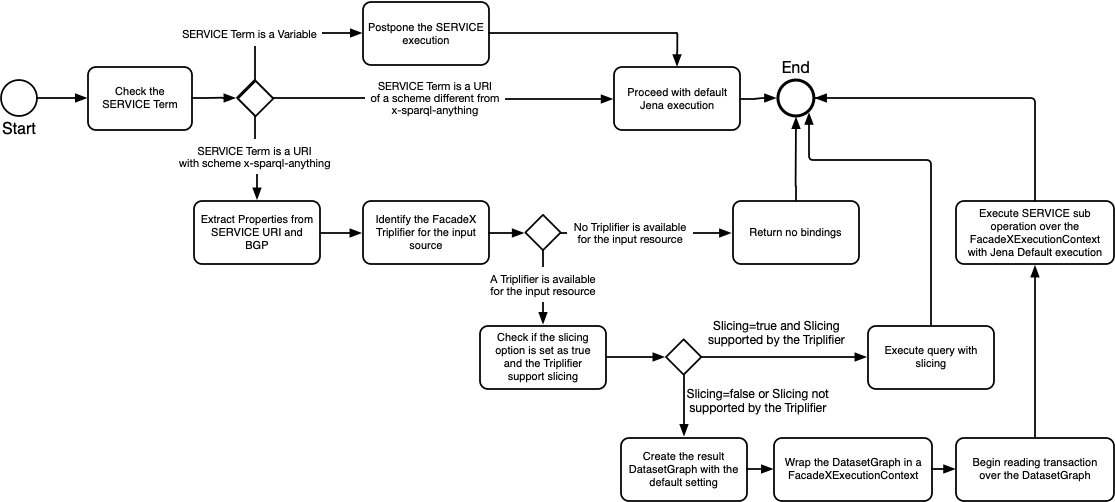 SERVICE Term is a Variable
Postpone the SERVICE
execution
Start
Check the
SERVICE Term
SERVICE Term is a URI
of a scheme different from
x-sparql-anything
Proceed with default
Jena execution
End
SERVICE Term is a URI
with scheme x-sparql-anything
Extract Properties from
SERVICE URI and
BGP
Identify the FacadeX
Triplifier for the input
source
No Triplifier is available
for the input resource
Return no bindings
Execute SERVICE sub
operation over the
FacadeXExecutionContext
with Jena Default execution
A Triplifier is available
for the input resource
Check if the slicing
option is set as true
and the Triplifier
support slicing
Slicing=true and Slicing
supported by the Triplifier
Execute query with
slicing
Slicing=false or Slicing not
supported by the Triplifier
Create the result
DatasetGraph with the
default setting
Wrap the DatasetGraph in a
FacadeXExecutionContext
Begin reading transaction
over the DatasetGraph